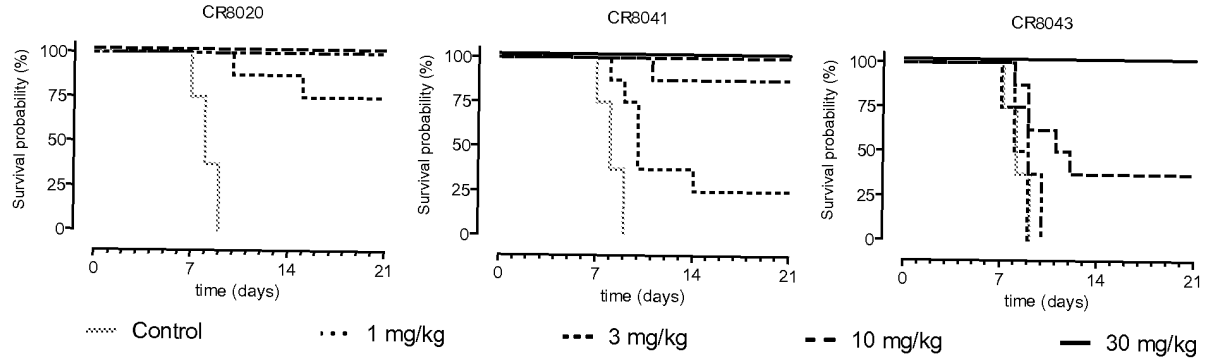 CR8020
CR8041
CR8043
Survival probability (%)
100
75
50
25
0
0 7 14 21
time (days)
Survival probability (%)
100
75
50
25
0
0 7 14 21
time (days)
Survival probability (%)
100
75
50
25
0
0 7 14 21
time (days)
Control 1 mg/kg 3 mg/kg 10 mg/kg 30 mg/kg